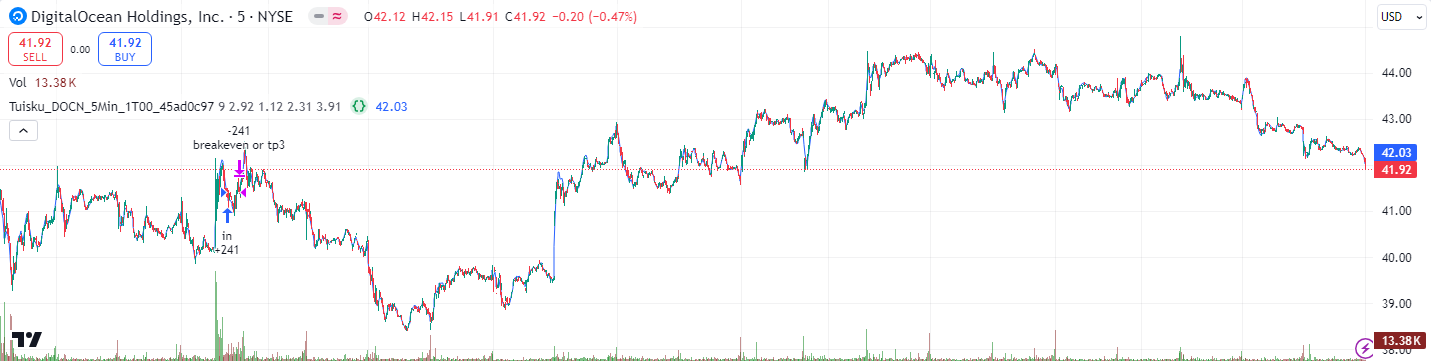 DigitalOcean Holdings, Inc. · 5 · NYSE O42.12 H42.15 L41.91 C41.92 −0.20 (−0.47%)
USD
41.92
SELL
0.00
41.92
BUY
Vol 13.38K
Tuisku_DOCN_5Min_1T00_45ad0c97 9 2.92 1.12 2.31 3.91 42.03
-241
breakeven or tp3
in
+241
44.00
43.00
42.03
41.92
41.00
40.00
39.00
13.38K
38.00